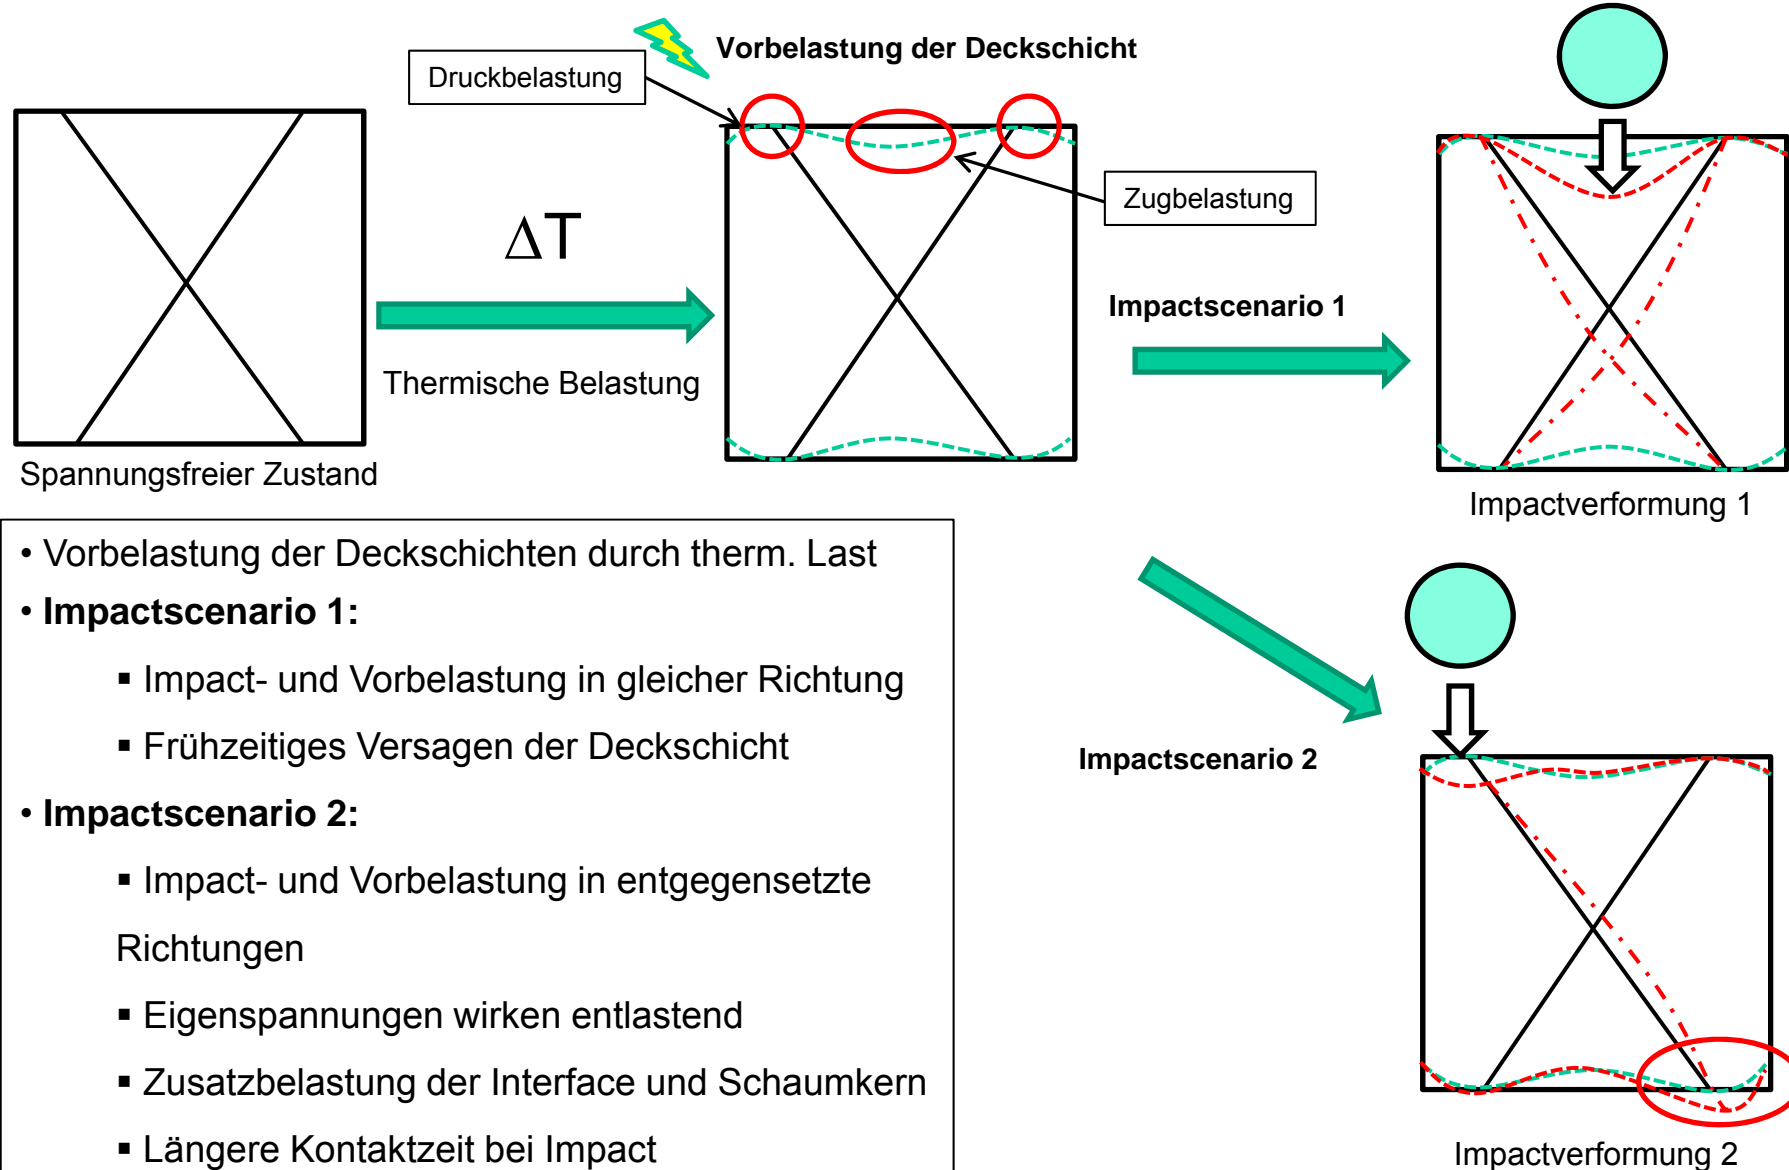 Vorbelastung der Deckschicht
Druckbelastung
Zugbelastung
ΔT
Thermische Belastung
Spannungsfreier Zustand
Impactscenario 1
Impactverformung 1
• Vorbelastung der Deckschichten durch therm. Last
• Impactscenario 1:
▪ Impact- und Vorbelastung in gleicher Richtung
▪ Frühzeitiges Versagen der Deckschicht
• Impactscenario 2:
▪ Impact- und Vorbelastung in entgegensetzte
Richtungen
▪ Eigenspannungen wirken entlastend
▪ Zusatzbelastung der Interface und Schaumkern
▪ Längere Kontaktzeit bei Impact
Impactscenario 2
Impactverformung 2